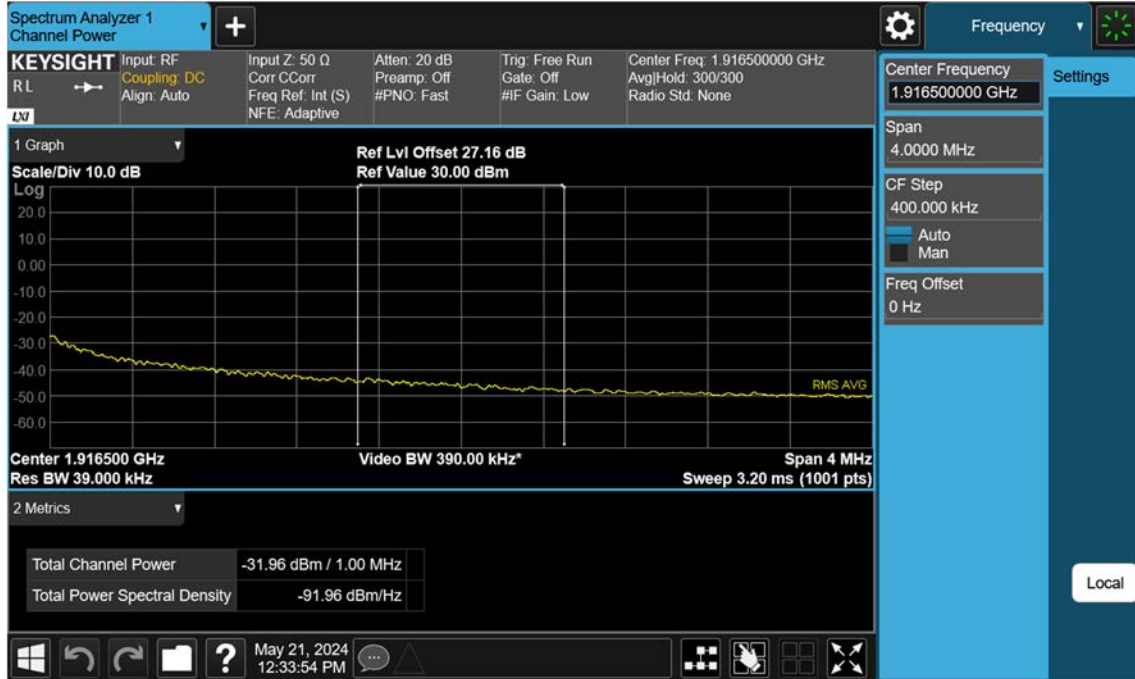 Spectrum Analyzer 1
Channel Power
+
Frequency
KEYSIGHT
R L
LXI
Input: RF
Coupling: DC
Align: Auto
Input Z: 50 Ω
Corr CCorr
Freq Ref: Int (S)
NFE: Adaptive
Atten: 20 dB
Preamp: Off
#PNO: Fast
Trig: Free Run
Gate: Off
#IF Gain: Low
Center Freq: 1.916500000 GHz
Avg|Hold: 300/300
Radio Std: None
Center Frequency
1.916500000 GHz
Settings
Span
4.0000 MHz
CF Step
400.000 kHz
Auto
Man
Freq Offset
0 Hz
1 Graph
Scale/Div 10.0 dB
Ref Lvl Offset 27.16 dB
Ref Value 30.00 dBm
Log
20.0
10.0
0.00
-10.0
-20.0
-30.0
-40.0
-50.0
-60.0
RMS AVG
Center 1.916500 GHz
Res BW 39.000 kHz
Video BW 390.00 kHz*
Span 4 MHz
Sweep 3.20 ms (1001 pts)
2 Metrics
Total Channel Power -31.96 dBm / 1.00 MHz
Total Power Spectral Density -91.96 dBm/Hz
Local
?
May 21, 2024
12:33:54 PM